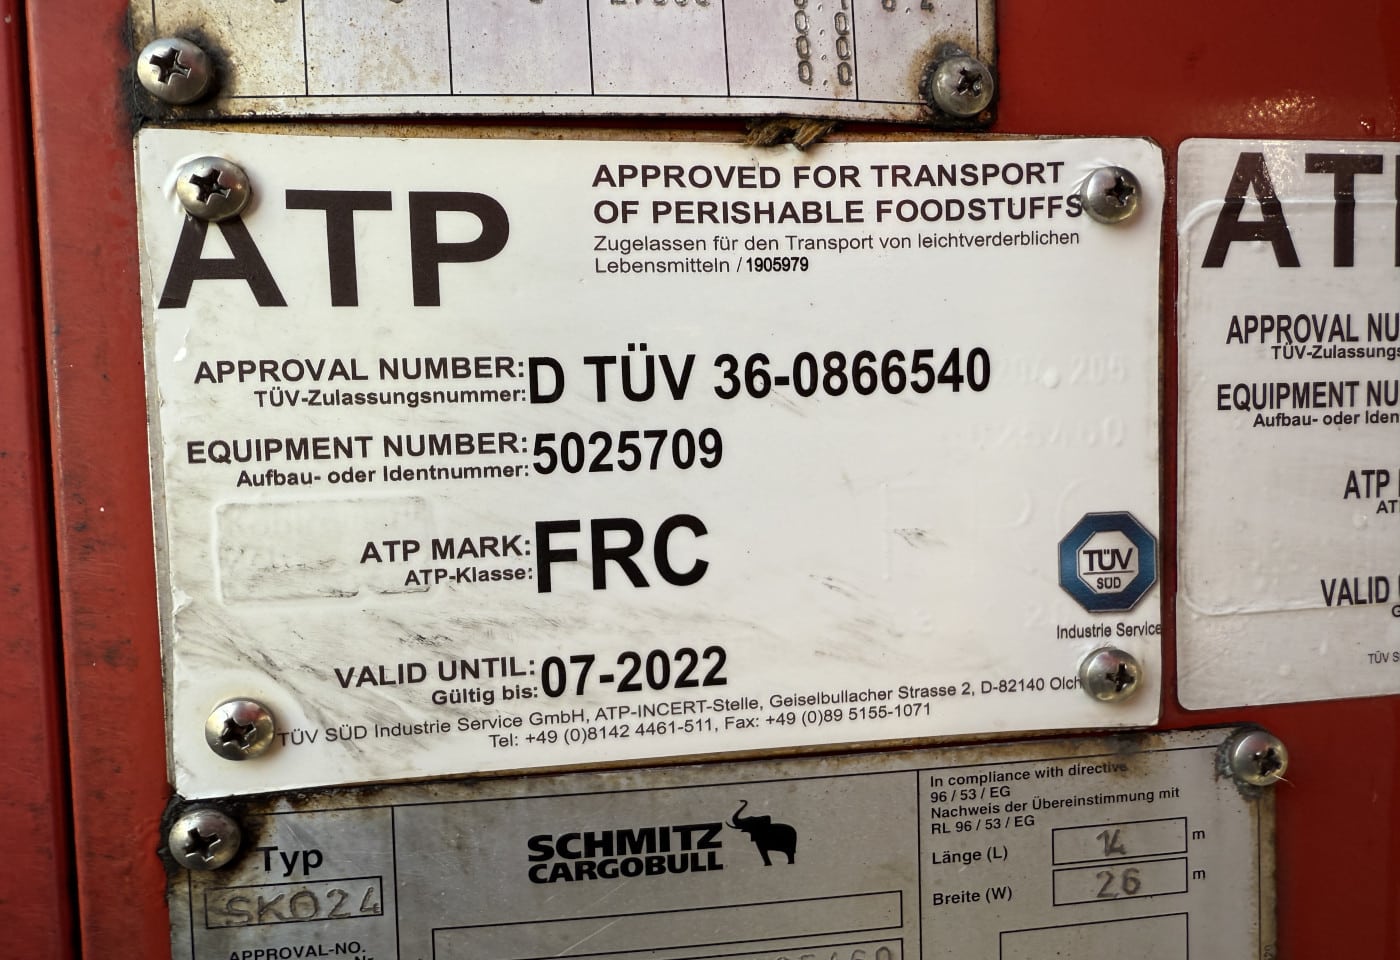 ATP
APPROVED FOR TRANSPORT
OF PERISHABLE FOODSTUFFS
Zugelassen für den Transport von leichtverderblichen
Lebensmitteln / 1905979
APPROVAL NUMBER: D TÜV 36-0866540
TÜV-Zulassungsnummer:
EQUIPMENT NUMBER: 5025709
Aufbau- oder Identnummer:
ATP MARK: FRC
ATP-Klasse:
TÜV
SÜD
Industrie Service
VALID UNTIL: 07-2022
Gültig bis:
TÜV SÜD Industrie Service GmbH, ATP-INCERT-Stelle, Geiselbullacher Strasse 2, D-82140 Olch
Tel: +49 (0)8142 4461-511, Fax: +49 (0)89 5155-1071
APPROVAL NU
TÜV-Zulassungs
EQUIPMENT NU
Aufbau- oder Iden
ATP
AT
VALID
TÜV S
Typ
SKO24
APPROVAL-NO.
SCHMITZ
CARGOBULL
In compliance with directive
96 / 53 / EG
Nachweis der Übereinstimmung mit
RL 96 / 53 / EG
Länge (L) 14 m
Breite (W) 26 m